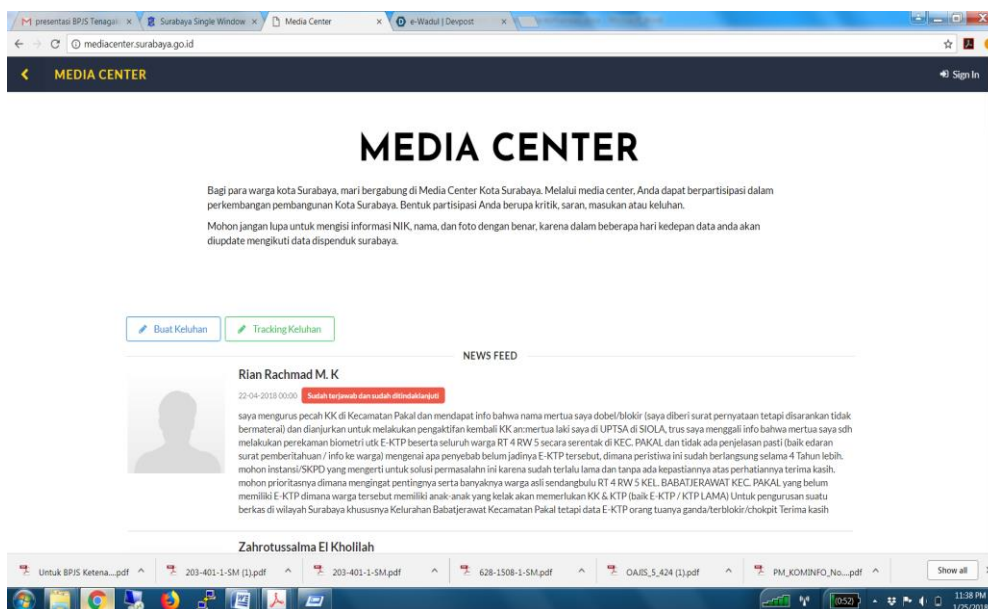 presentasi BPJS Tenaga
Surabaya Single Window
Media Center
e-Wadul | Devpost
mediacenter.surabaya.go.id
MEDIA CENTER
Sign In
MEDIA CENTER
Bagi para warga kota Surabaya, mari bergabung di Media Center Kota Surabaya. Melalui media center, Anda dapat berpartisipasi dalam
perkembangan pembangunan Kota Surabaya. Bentuk partisipasi Anda berupa kritik, saran, masukan atau keluhan.
Mohon jangan lupa untuk mengisi informasi NIK, nama, dan foto dengan benar, karena dalam beberapa hari kedepan data anda akan
diupdate mengikuti data dispenduk surabaya.
Buat Keluhan
Tracking Keluhan
NEWS FEED
Rian Rachmad M. K
22-04-2018 00:00 Sudah terjawab dan sudah ditindaklanjuti
saya mengurus pecah KK di Kecamatan Pakal dan mendapat info bahwa nama mertua saya dobel/blokir (saya diberi surat pernyataan tetapi disarankan tidak
bermaterai) dan dianjurkan untuk melakukan pengaktifan kembali KK an:mertua laki saya di UPTSA di SIOLA, trus saya menggali info bahwa mertua saya sdh
melakukan perekaman biometri utk E-KTP beserta seluruh warga RT 4 RW 5 secara serentak di KEC. PAKAL dan tidak ada penjelasan pasti (baik edaran
surat pemberitahuan / info ke warga) mengenai apa penyebab belum jadinya E-KTP tersebut, dimana peristiwa ini sudah berlangsung selama 4 Tahun lebih.
mohon instansi/SKPD yang mengerti untuk solusi permasalahn ini karena sudah terlalu lama dan tanpa ada kepastiannya atas perhatiannya terima kasih.
mohon prioritasnya dimana mengingat pentingnya serta banyaknya warga asli sendangbulu RT 4 RW 5 KEL. BABATJERAWAT KEC. PAKAL yang belum
memiliki E-KTP dimana warga tersebut memiliki anak-anak yang kelak akan memerlukan KK & KTP (baik E-KTP / KTP LAMA) Untuk pengurusan suatu
berkas di wilayah Surabaya khususnya Kelurahan Babatjerawat Kecamatan Pakal tetapi data E-KTP orang tuanya ganda/terblokir/chokpit Terima kasih
Zahrotussalma El Kholilah
Untuk BPJS Ketena....pdf
203-401-1-SM (1).pdf
203-401-1-SM.pdf
628-1508-1-SM.pdf
OAJIS_5_424 (1).pdf
PM_KOMINFO_No....pdf
Show all
0:52
11:38 PM
1/25/2018